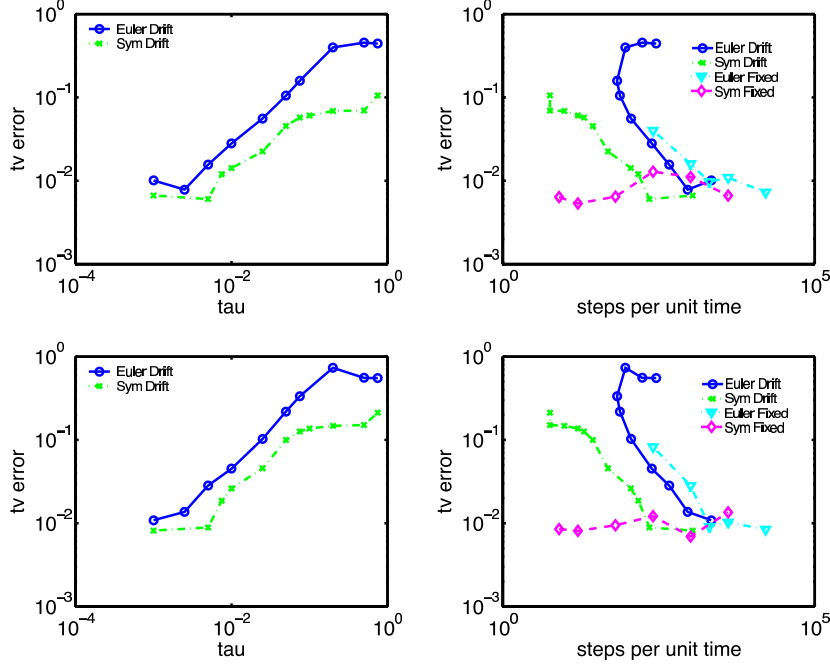 10^0
10^-1
10^-2
10^-3
tv error
10^-4
10^-2
10^0
tau
Euler Drift
Sym Drift
10^0
10^-1
10^-2
10^-3
tv error
10^0
10^5
steps per unit time
Euler Drift
Sym Drift
Euler Fixed
Sym Fixed
10^0
10^-1
10^-2
10^-3
tv error
10^-4
10^-2
10^0
tau
Euler Drift
Sym Drift
10^0
10^-1
10^-2
10^-3
tv error
10^0
10^5
steps per unit time
Euler Drift
Sym Drift
Euler Fixed
Sym Fixed